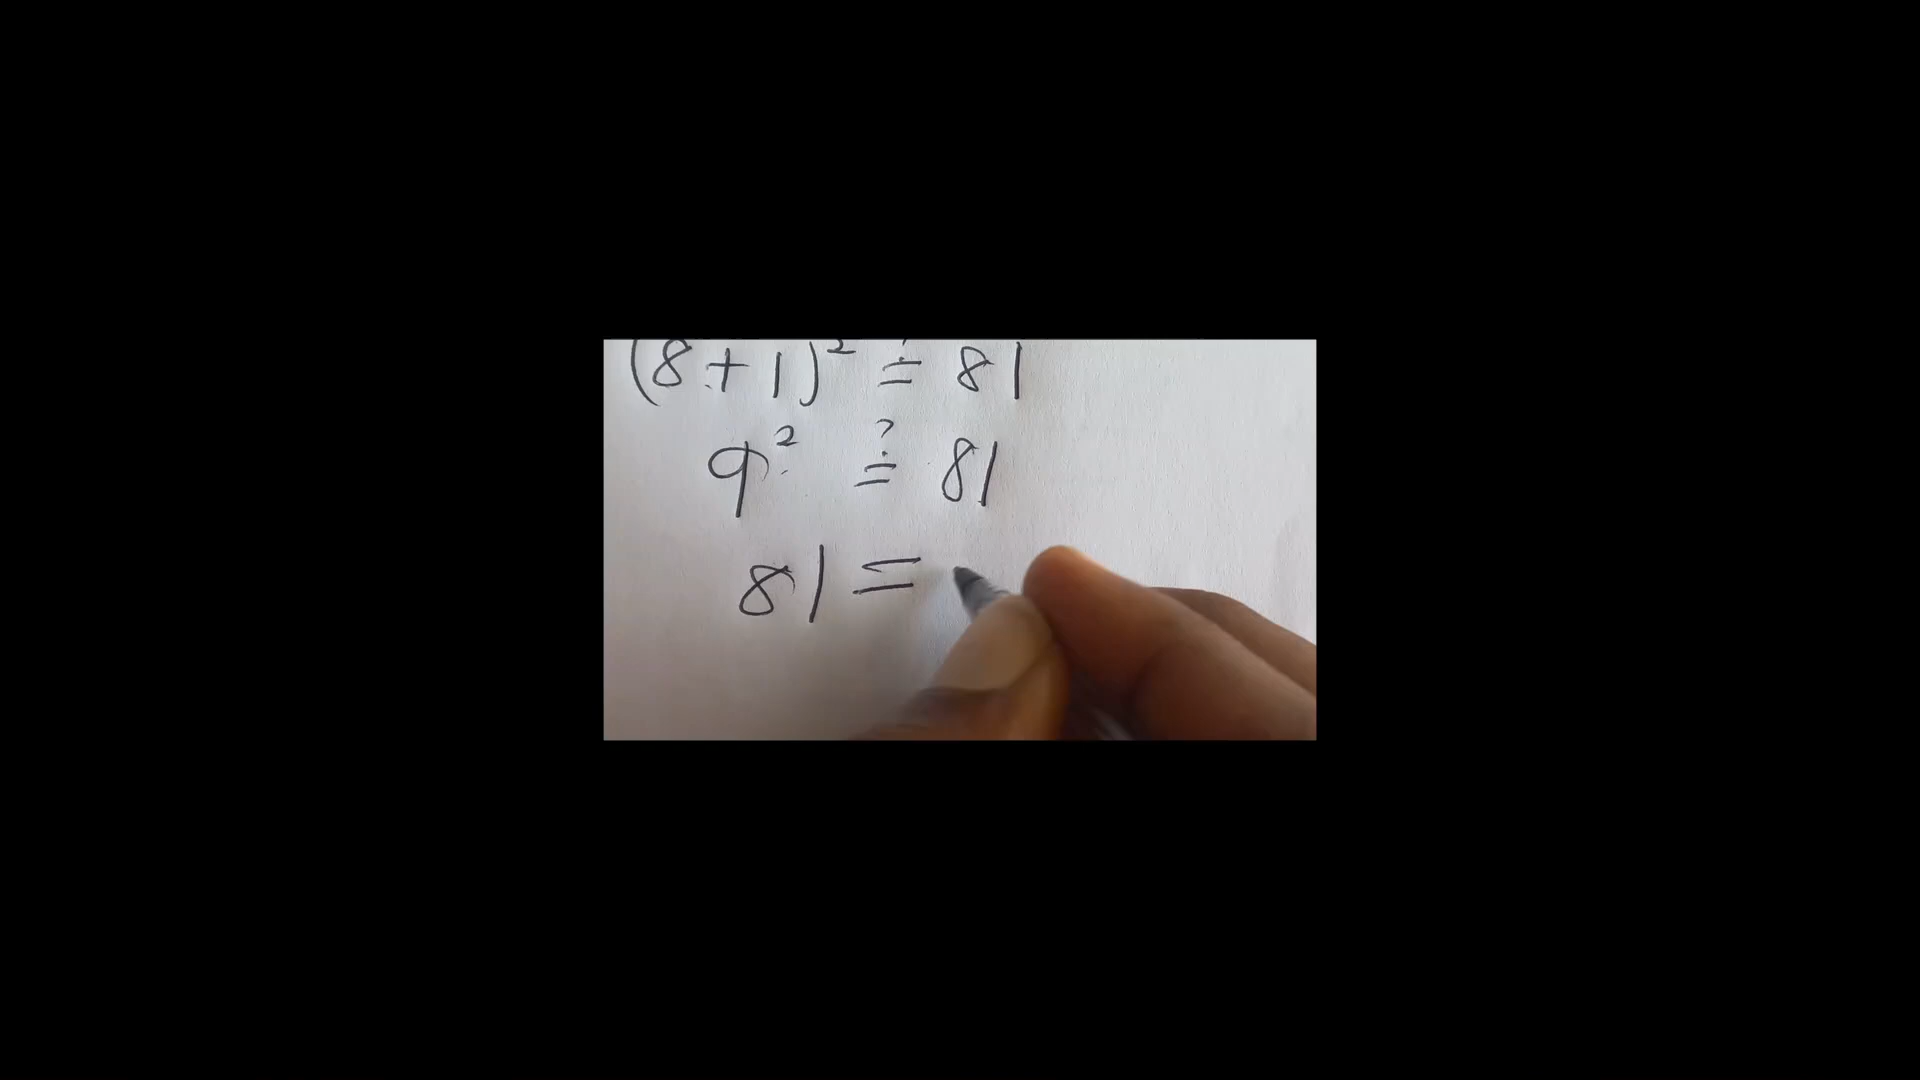 (8+1)² ≟ 81
9² ≟ 81
81 =